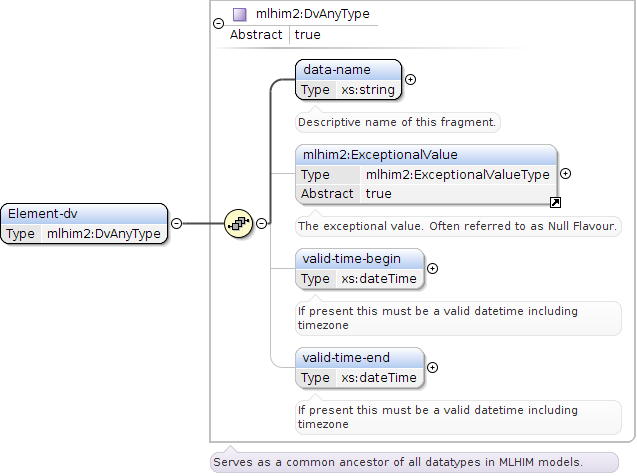 mlhim2:DvAnyType
Abstract true
data-name
Type xs:string
Descriptive name of this fragment.
mlhim2:ExceptionalValue
Type mlhim2:ExceptionalValueType
Abstract true
The exceptional value. Often referred to as Null Flavour.
Element-dv
Type mlhim2:DvAnyType
valid-time-begin
Type xs:dateTime
If present this must be a valid datetime including
timezone
valid-time-end
Type xs:dateTime
If present this must be a valid datetime including
timezone
Serves as a common ancestor of all datatypes in MLHIM models.